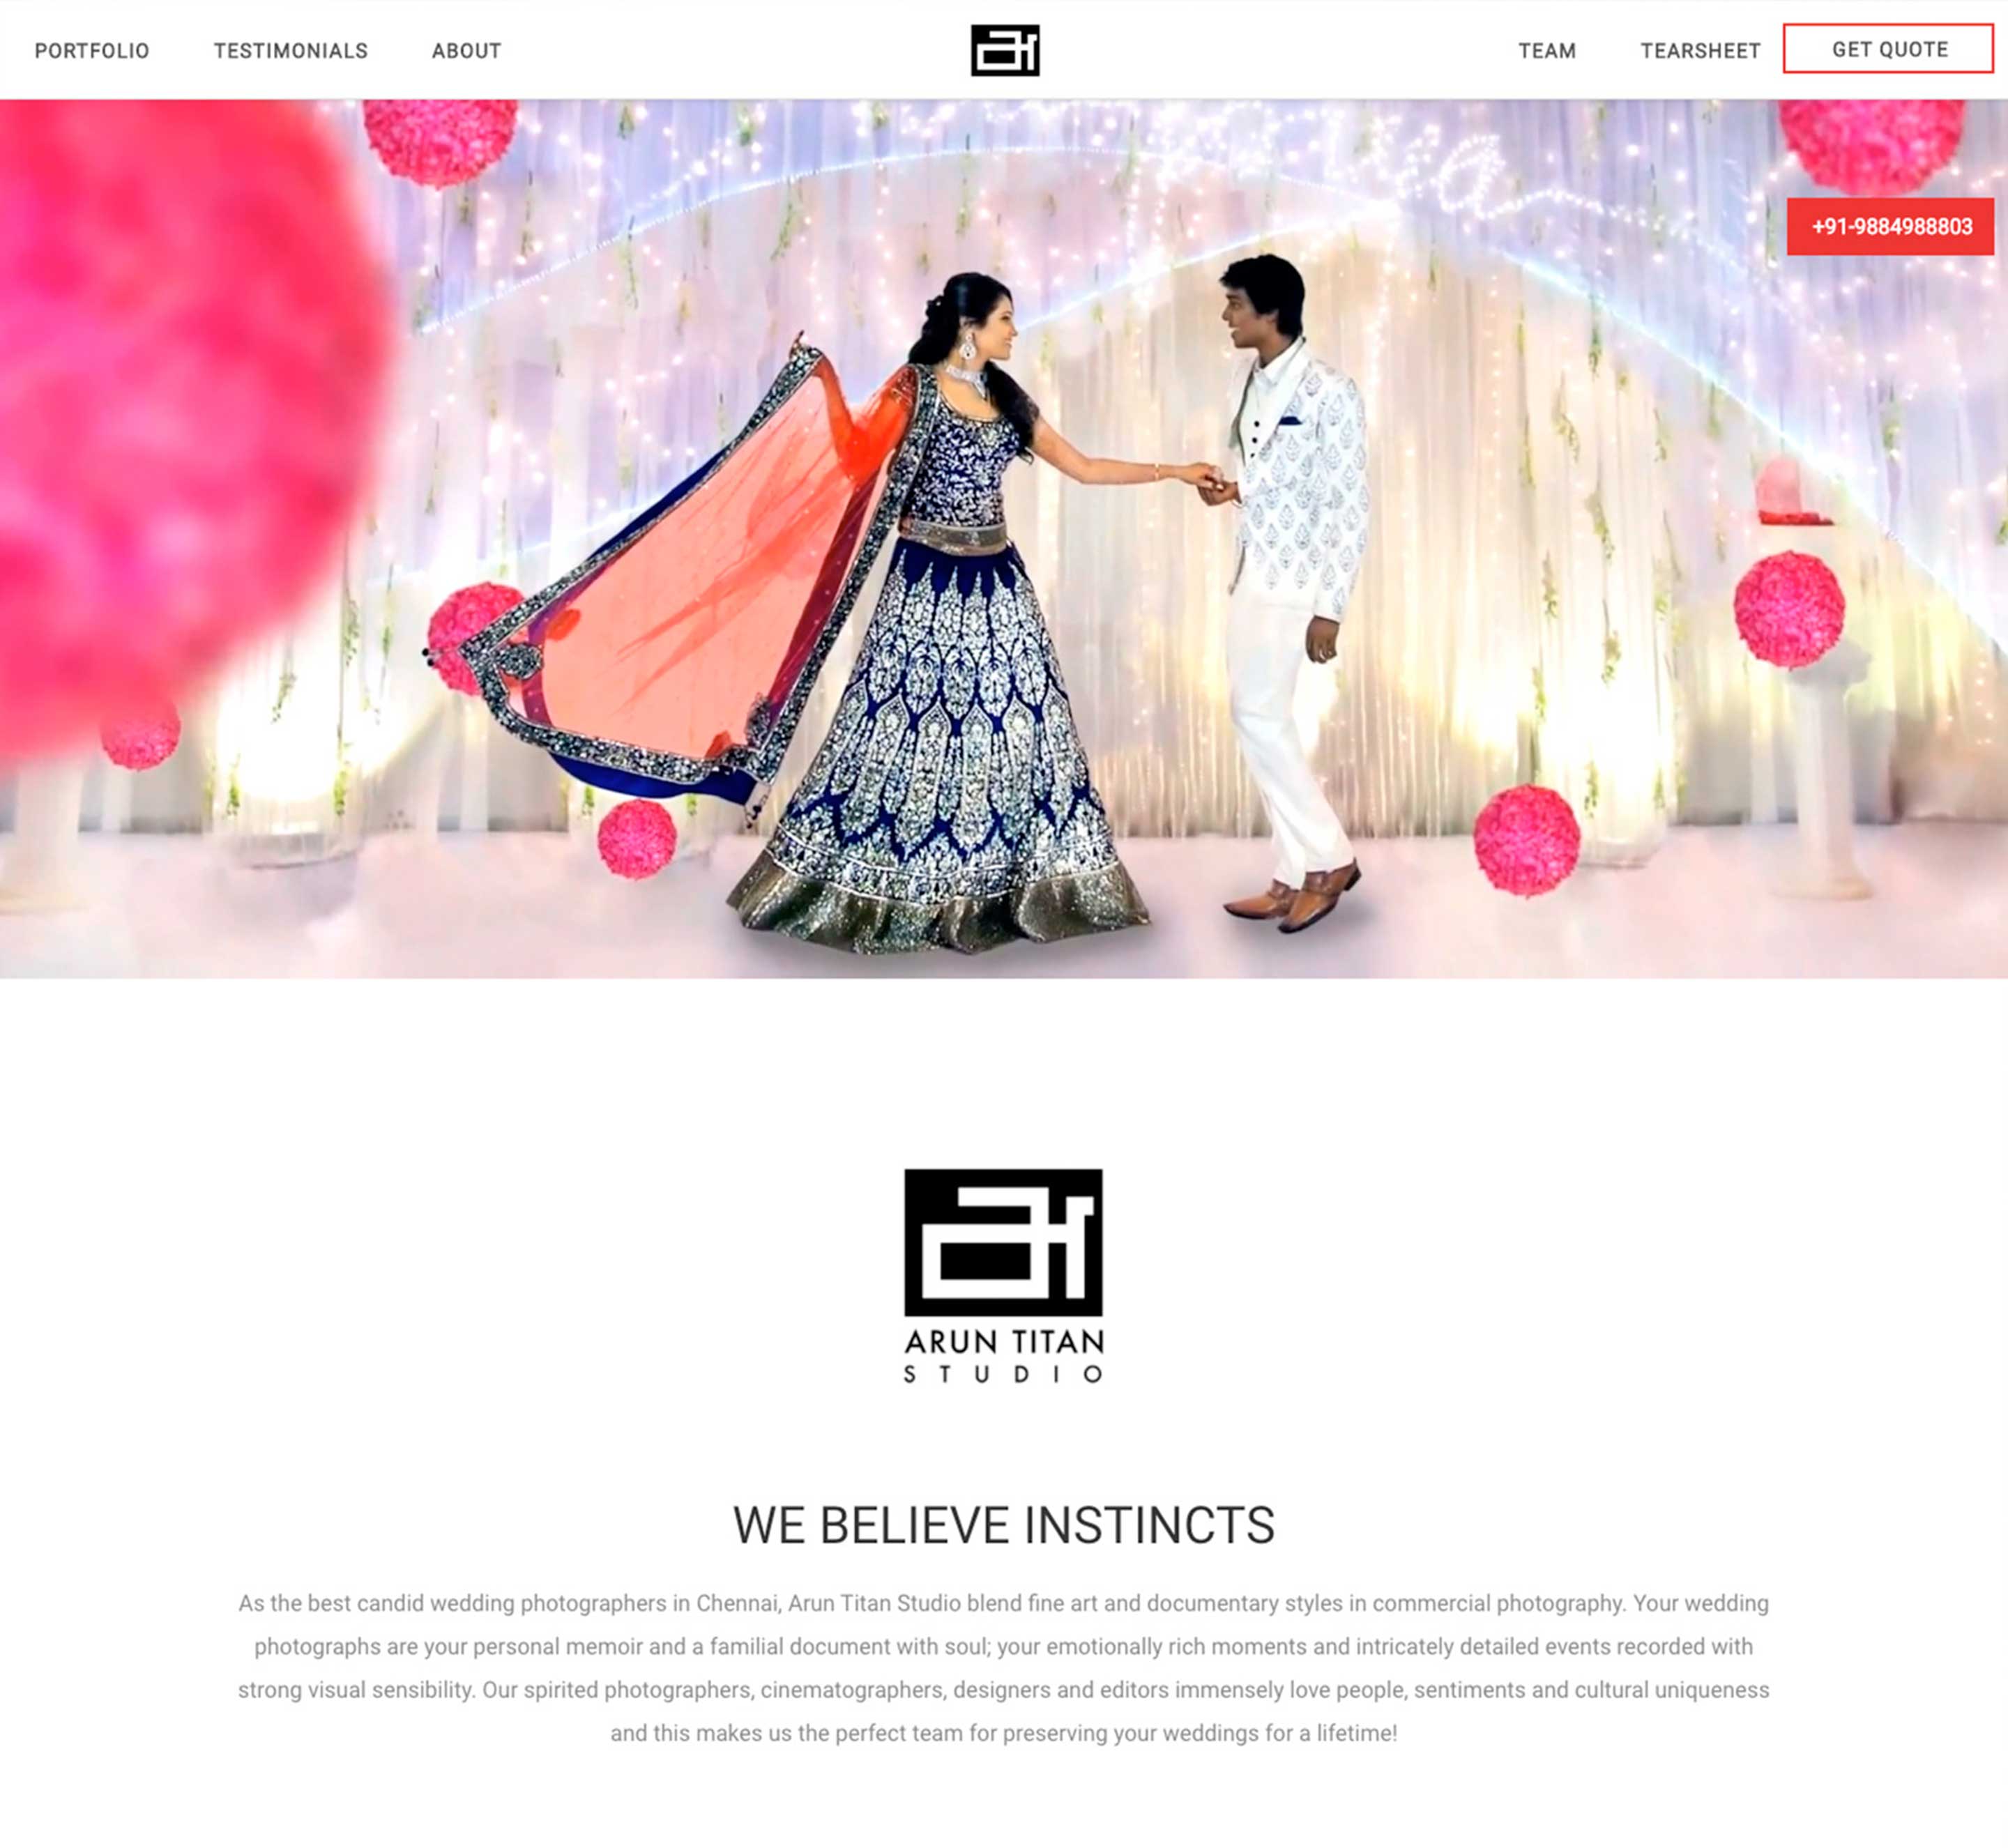 PORTFOLIO TESTIMONIALS ABOUT TEAM TEARSHEET GET QUOTE
+91-9884988803
ARUN TITAN
STUDIO
WE BELIEVE INSTINCTS
As the best candid wedding photographers in Chennai, Arun Titan Studio blend fine art and documentary styles in commercial photography. Your wedding
photographs are your personal memoir and a familial document with soul; your emotionally rich moments and intricately detailed events recorded with
strong visual sensibility. Our spirited photographers, cinematographers, designers and editors immensely love people, sentiments and cultural uniqueness
and this makes us the perfect team for preserving your weddings for a lifetime!